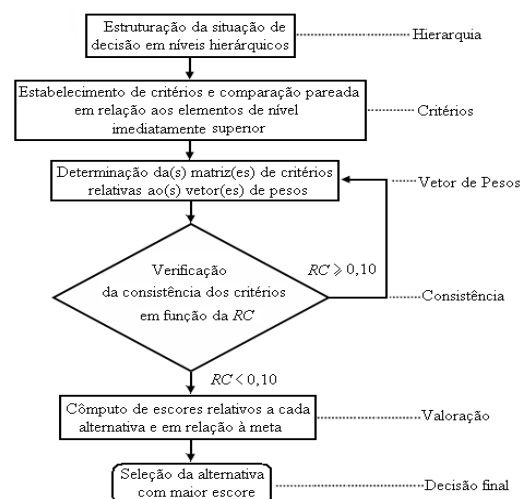 Estruturação da situação de
decisão em níveis hierárquicos
Hierarquia
Estabelecimento de critérios e comparação pareada
em relação aos elementos de nível
imediatamente superior
Critérios
Determinação da(s) matriz(es) de critérios
relativas ao(s) vetor(es) de pesos
Vetor de Pesos
Verificação
da consistência dos critérios
em função da RC
RC ⩾ 0,10
Consistência
RC < 0,10
Cômputo de escores relativos a cada
alternativa e em relação à meta
Valoração
Seleção da alternativa
com maior escore
Decisão final